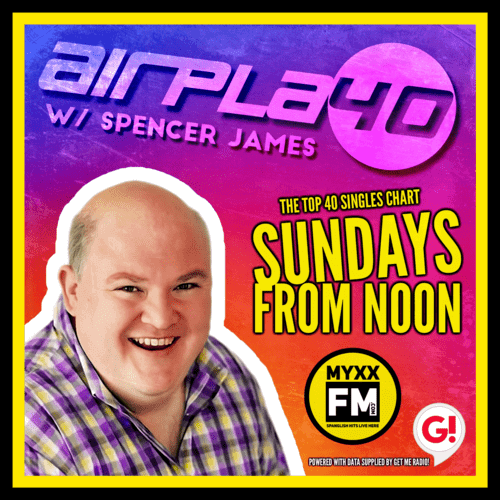 aiRPLa40
W/ SPENCER JAMES
THE TOP 40 SINGLES CHART
SUNDAYS
FROM NOON
MYXX
FM
.COM
SPANGLISH HITS LIVE HERE
G!
POWERED WITH DATA SUPPLIED BY GET ME RADIO!